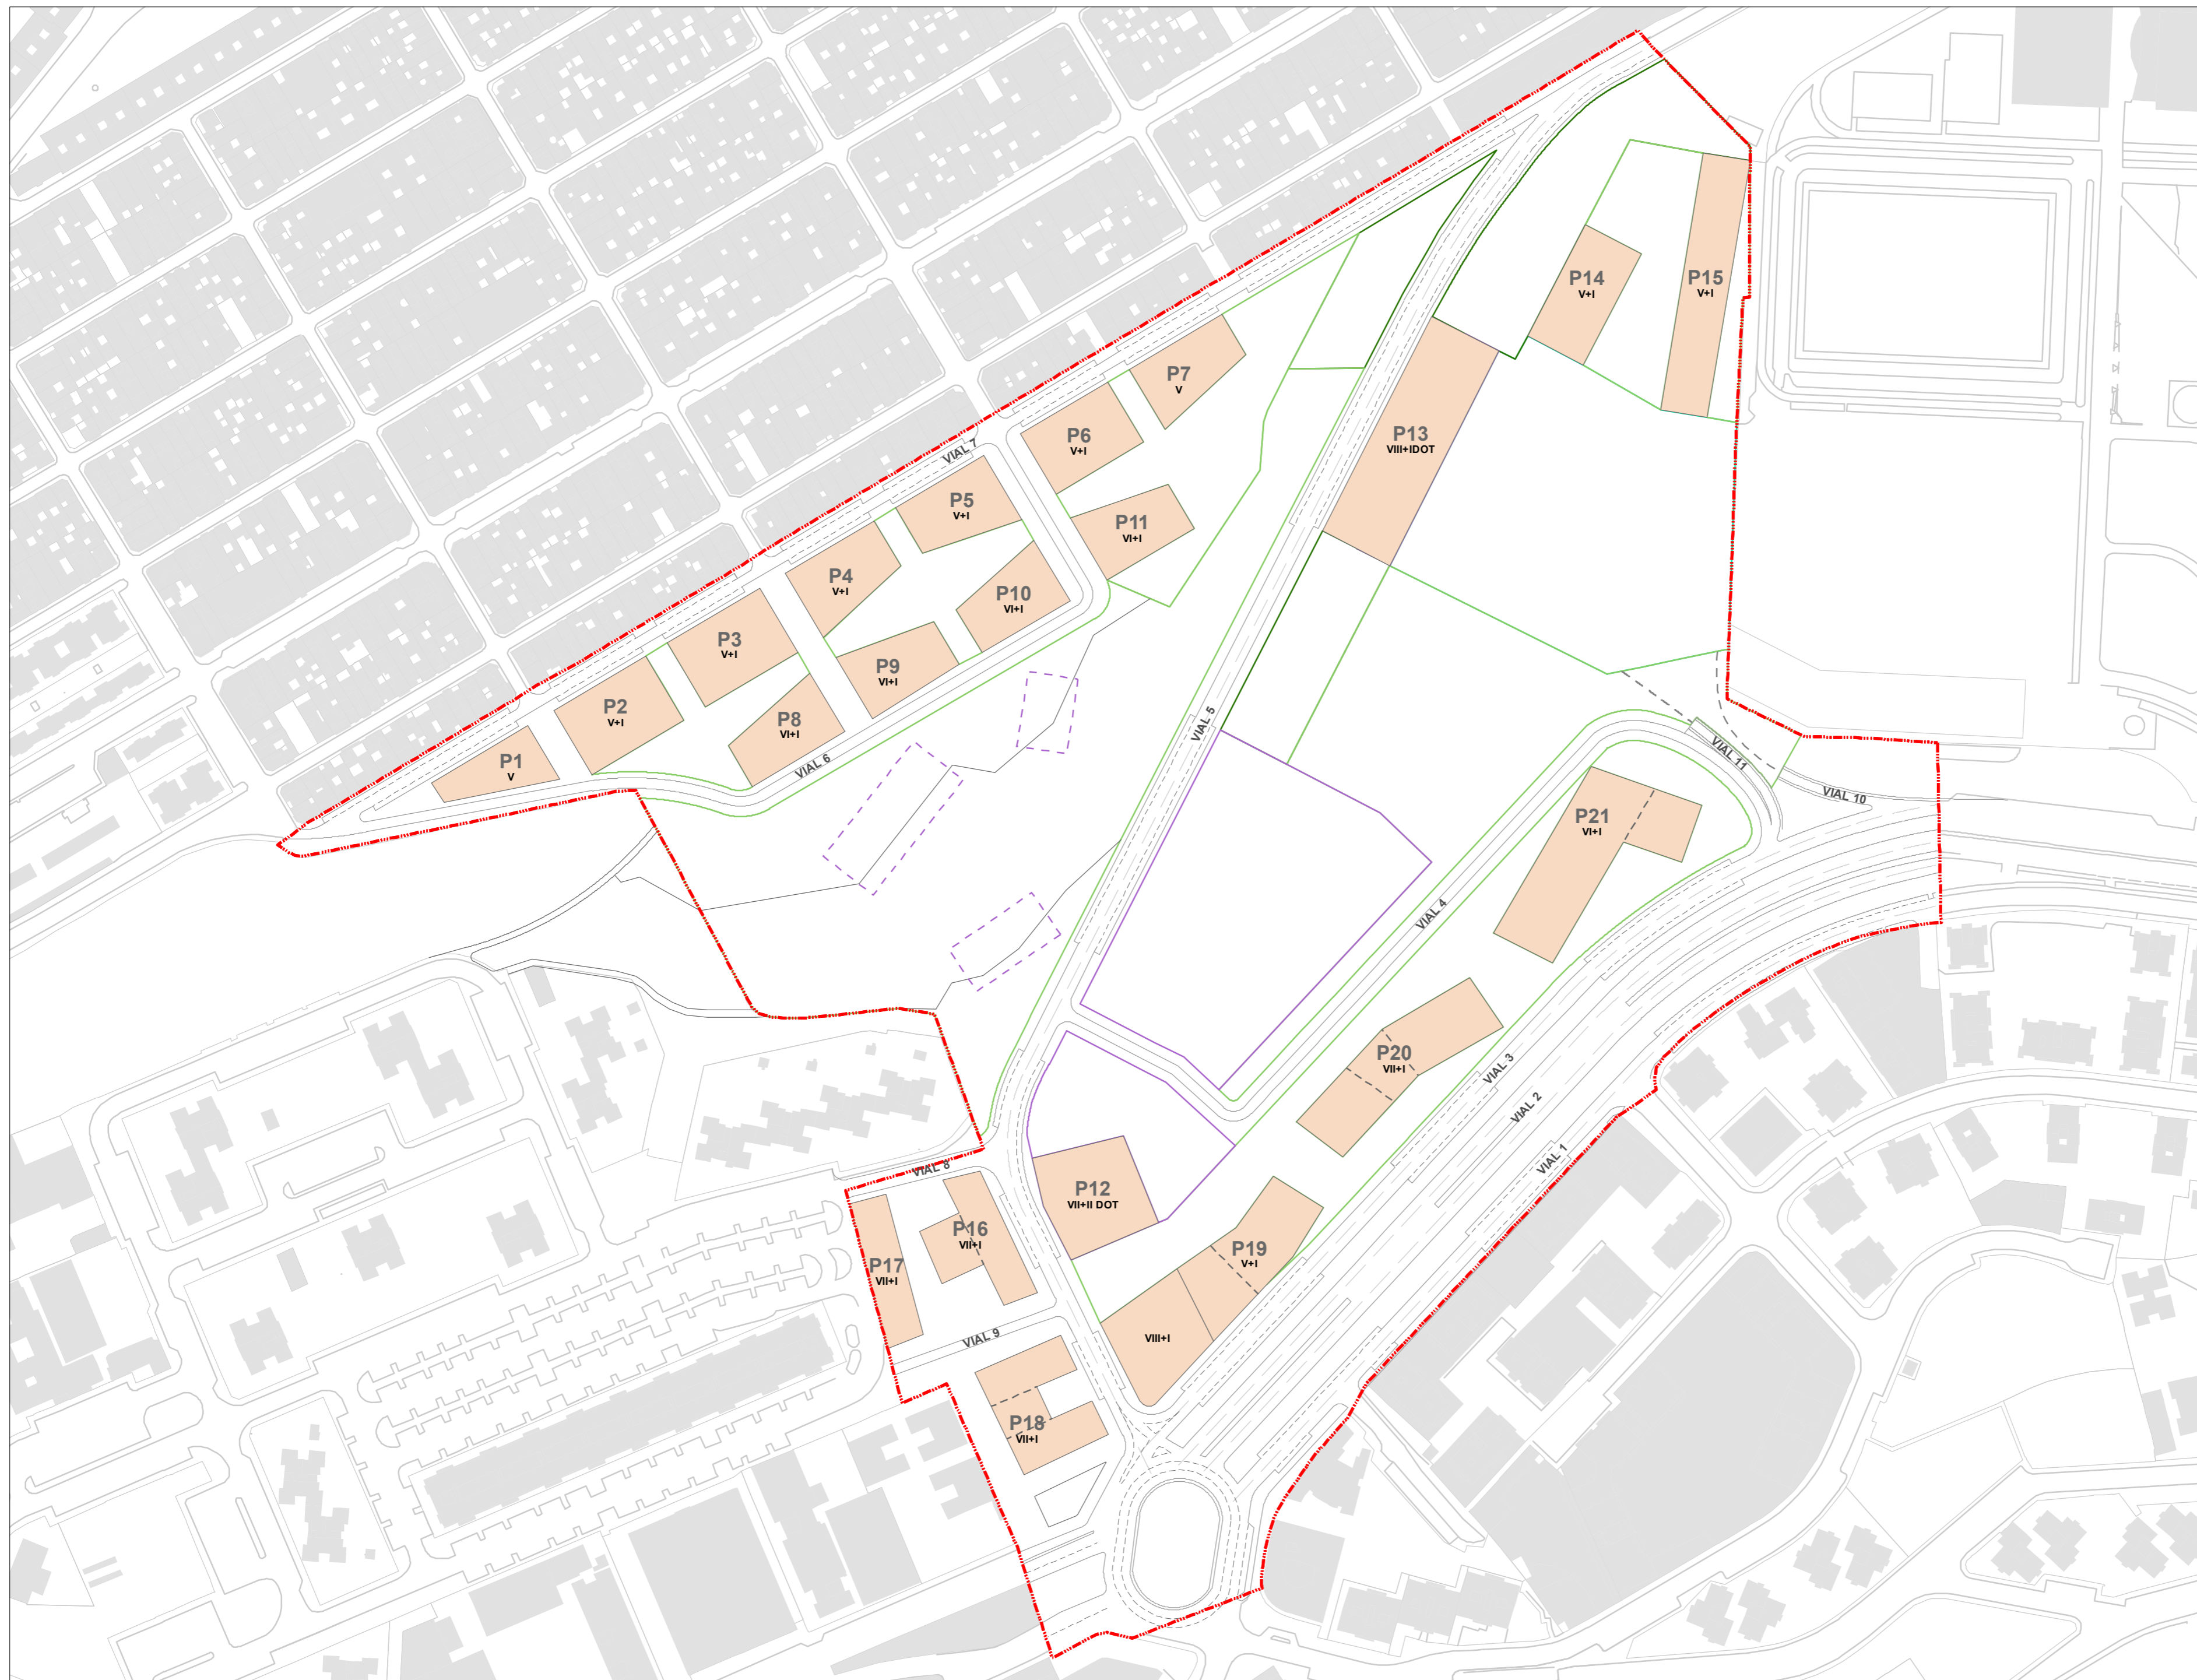 P14
V+I
P15
V+I
P7
V
P13
VIII+IDOT
P6
V+I
VIAL 7
P5
V+I
P11
VI+I
P4
V+I
P10
VI+I
P3
V+I
P9
VI+I
P2
V+I
P8
VI+I
VIAL 5
P1
V
VIAL 6
VIAL 11
VIAL 10
P21
VI+I
VIAL 4
P20
VII+I
VIAL 3
VIAL 2
VIAL 1
VIAL 8
P12
VII+II DOT
P16
VII+I
P19
V+I
P17
VII+I
VIAL 9
VIII+I
P18
VII+I